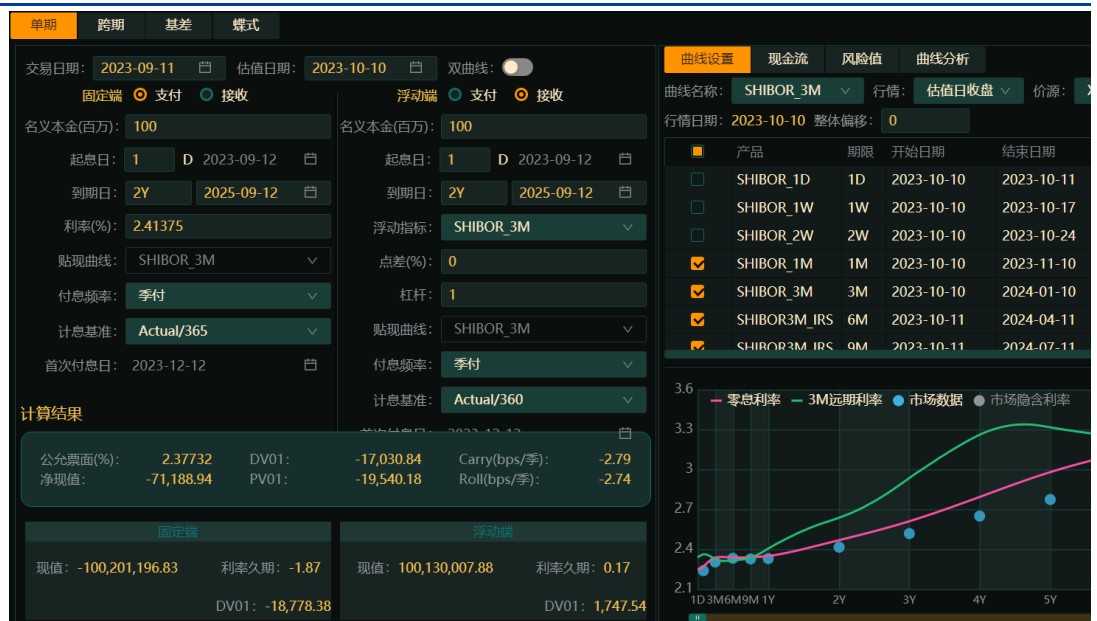 单期 跨期 基差 蝶式
交易日期： 2023-09-11 估值日期： 2023-10-10 双曲线：
固定端 支付 接收 浮动端 支付 接收
名义本金(百万)： 100 名义本金(百万)： 100
起息日： 1 D 2023-09-12 起息日： 1 D 2023-09-12
到期日： 2Y 2025-09-12 到期日： 2Y 2025-09-12
利率(%)： 2.41375 浮动指标： SHIBOR_3M
贴现曲线： SHIBOR_3M 点差(%)： 0
付息频率： 季付 杠杆： 1
计息基准： Actual/365 贴现曲线： SHIBOR_3M
首次付息日： 2023-12-12 付息频率： 季付
计息基准： Actual/360
首次付息日： 2023-12-12
计算结果
公允票面(%)： 2.37732 DV01： -17,030.84 Carry(bps/季)： -2.79
净现值： -71,188.94 PV01： -19,540.18 Roll(bps/季)： -2.74
固定端 浮动端
现值： -100,201,196.83 利率久期： -1.87 现值： 100,130,007.88 利率久期： 0.17
DV01： -18,778.38 DV01： 1,747.54
曲线设置 现金流 风险值 曲线分析
曲线名称： SHIBOR_3M 行情： 估值日收盘 价源：
行情日期： 2023-10-10 整体偏移： 0
产品 期限 开始日期 结束日期
SHIBOR_1D 1D 2023-10-10 2023-10-11
SHIBOR_1W 1W 2023-10-10 2023-10-17
SHIBOR_2W 2W 2023-10-10 2023-10-24
SHIBOR_1M 1M 2023-10-10 2023-11-10
SHIBOR_3M 3M 2023-10-10 2024-01-10
SHIBOR3M_IRS 6M 2023-10-11 2024-04-11
SHIBOR3M_IRS 9M 2023-10-11 2024-07-11
零息利率 3M远期利率 市场数据 市场隐含利率
3.6
3.3
3
2.7
2.4
2.1
1D 3M6M9M 1Y 2Y 3Y 4Y 5Y